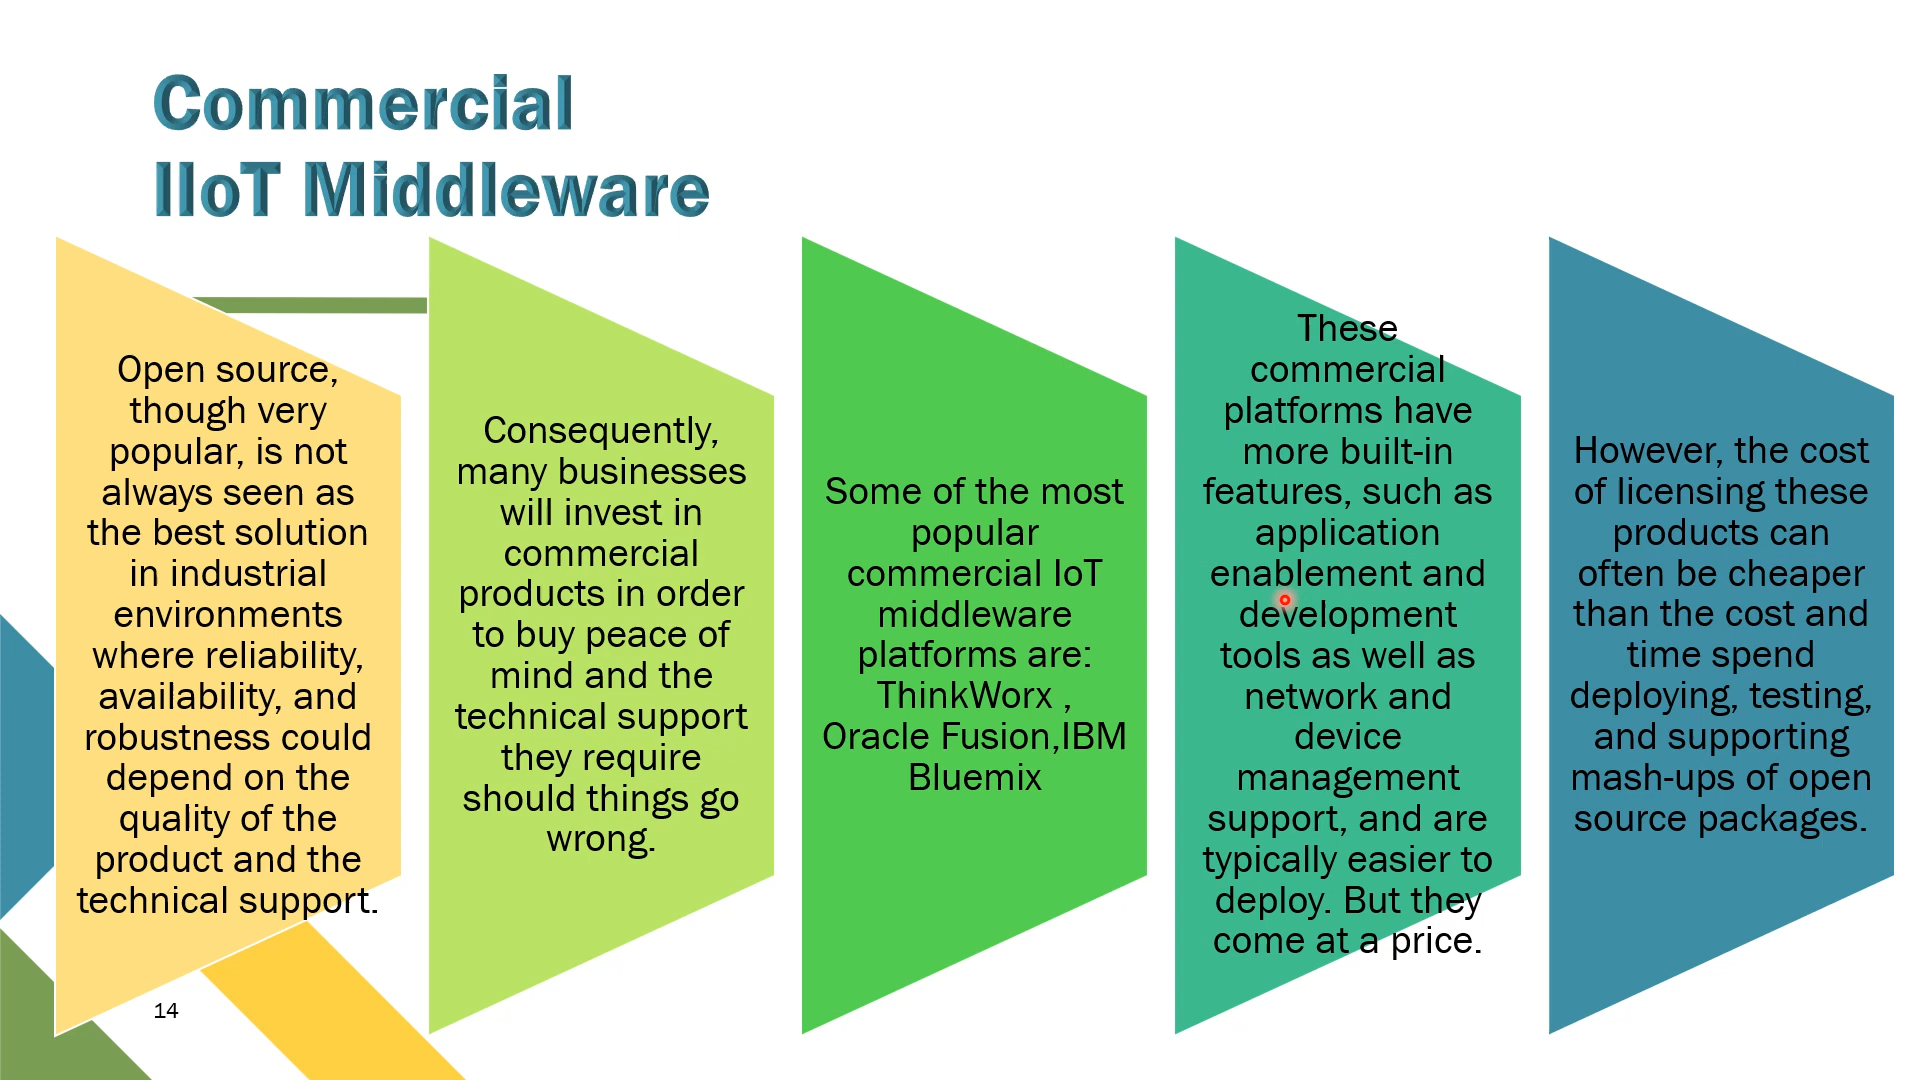 Commercial
IIoT Middleware
Open source,
though very
popular, is not
always seen as
the best solution
in industrial
environments
where reliability,
availability, and
robustness could
depend on the
quality of the
product and the
technical support.
Consequently,
many businesses
will invest in
commercial
products in order
to buy peace of
mind and the
technical support
they require
should things go
wrong.
Some of the most
popular
commercial IoT
middleware
platforms are:
ThinkWorx ,
Oracle Fusion,IBM
Bluemix
These
commercial
platforms have
more built-in
features, such as
application
enablement and
development
tools as well as
network and
device
management
support, and are
typically easier to
deploy. But they
come at a price.
However, the cost
of licensing these
products can
often be cheaper
than the cost and
time spend
deploying, testing,
and supporting
mash-ups of open
source packages.
14